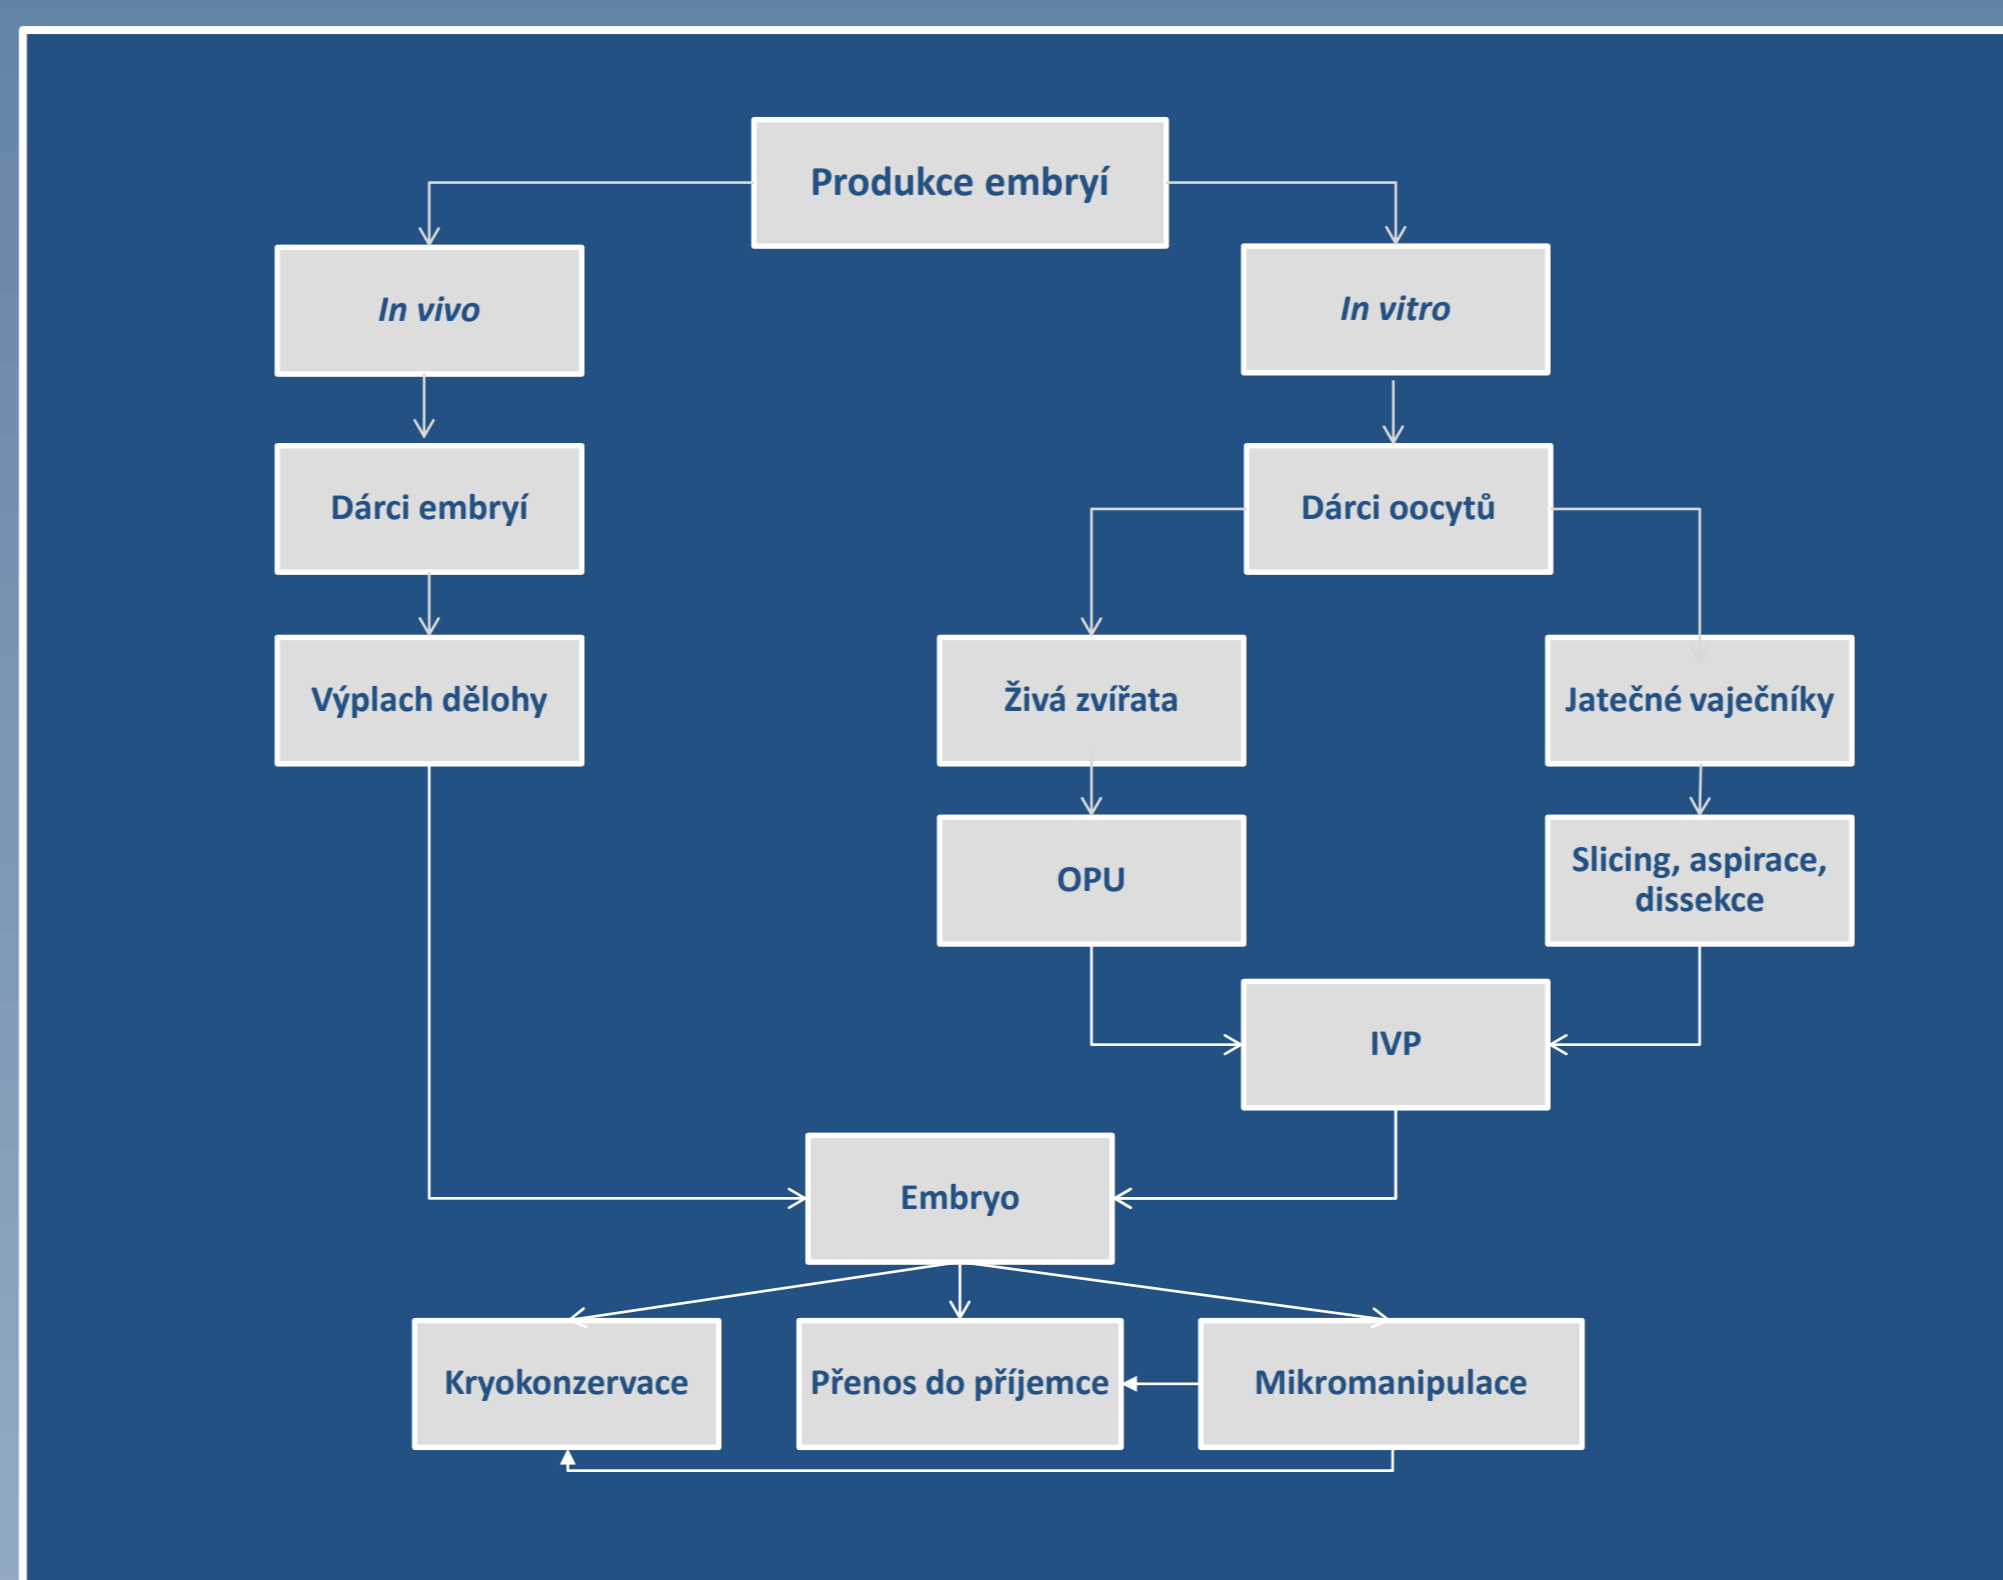 Produkce embryí
In vivo
In vitro
Dárci embryí
Dárci oocytů
Výplach dělohy
Živá zvířata
Jatečné vaječníky
OPU
Slicing, aspirace,
dissekce
IVP
Embryo
Kryokonzervace
Přenos do příjemce
Mikromanipulace